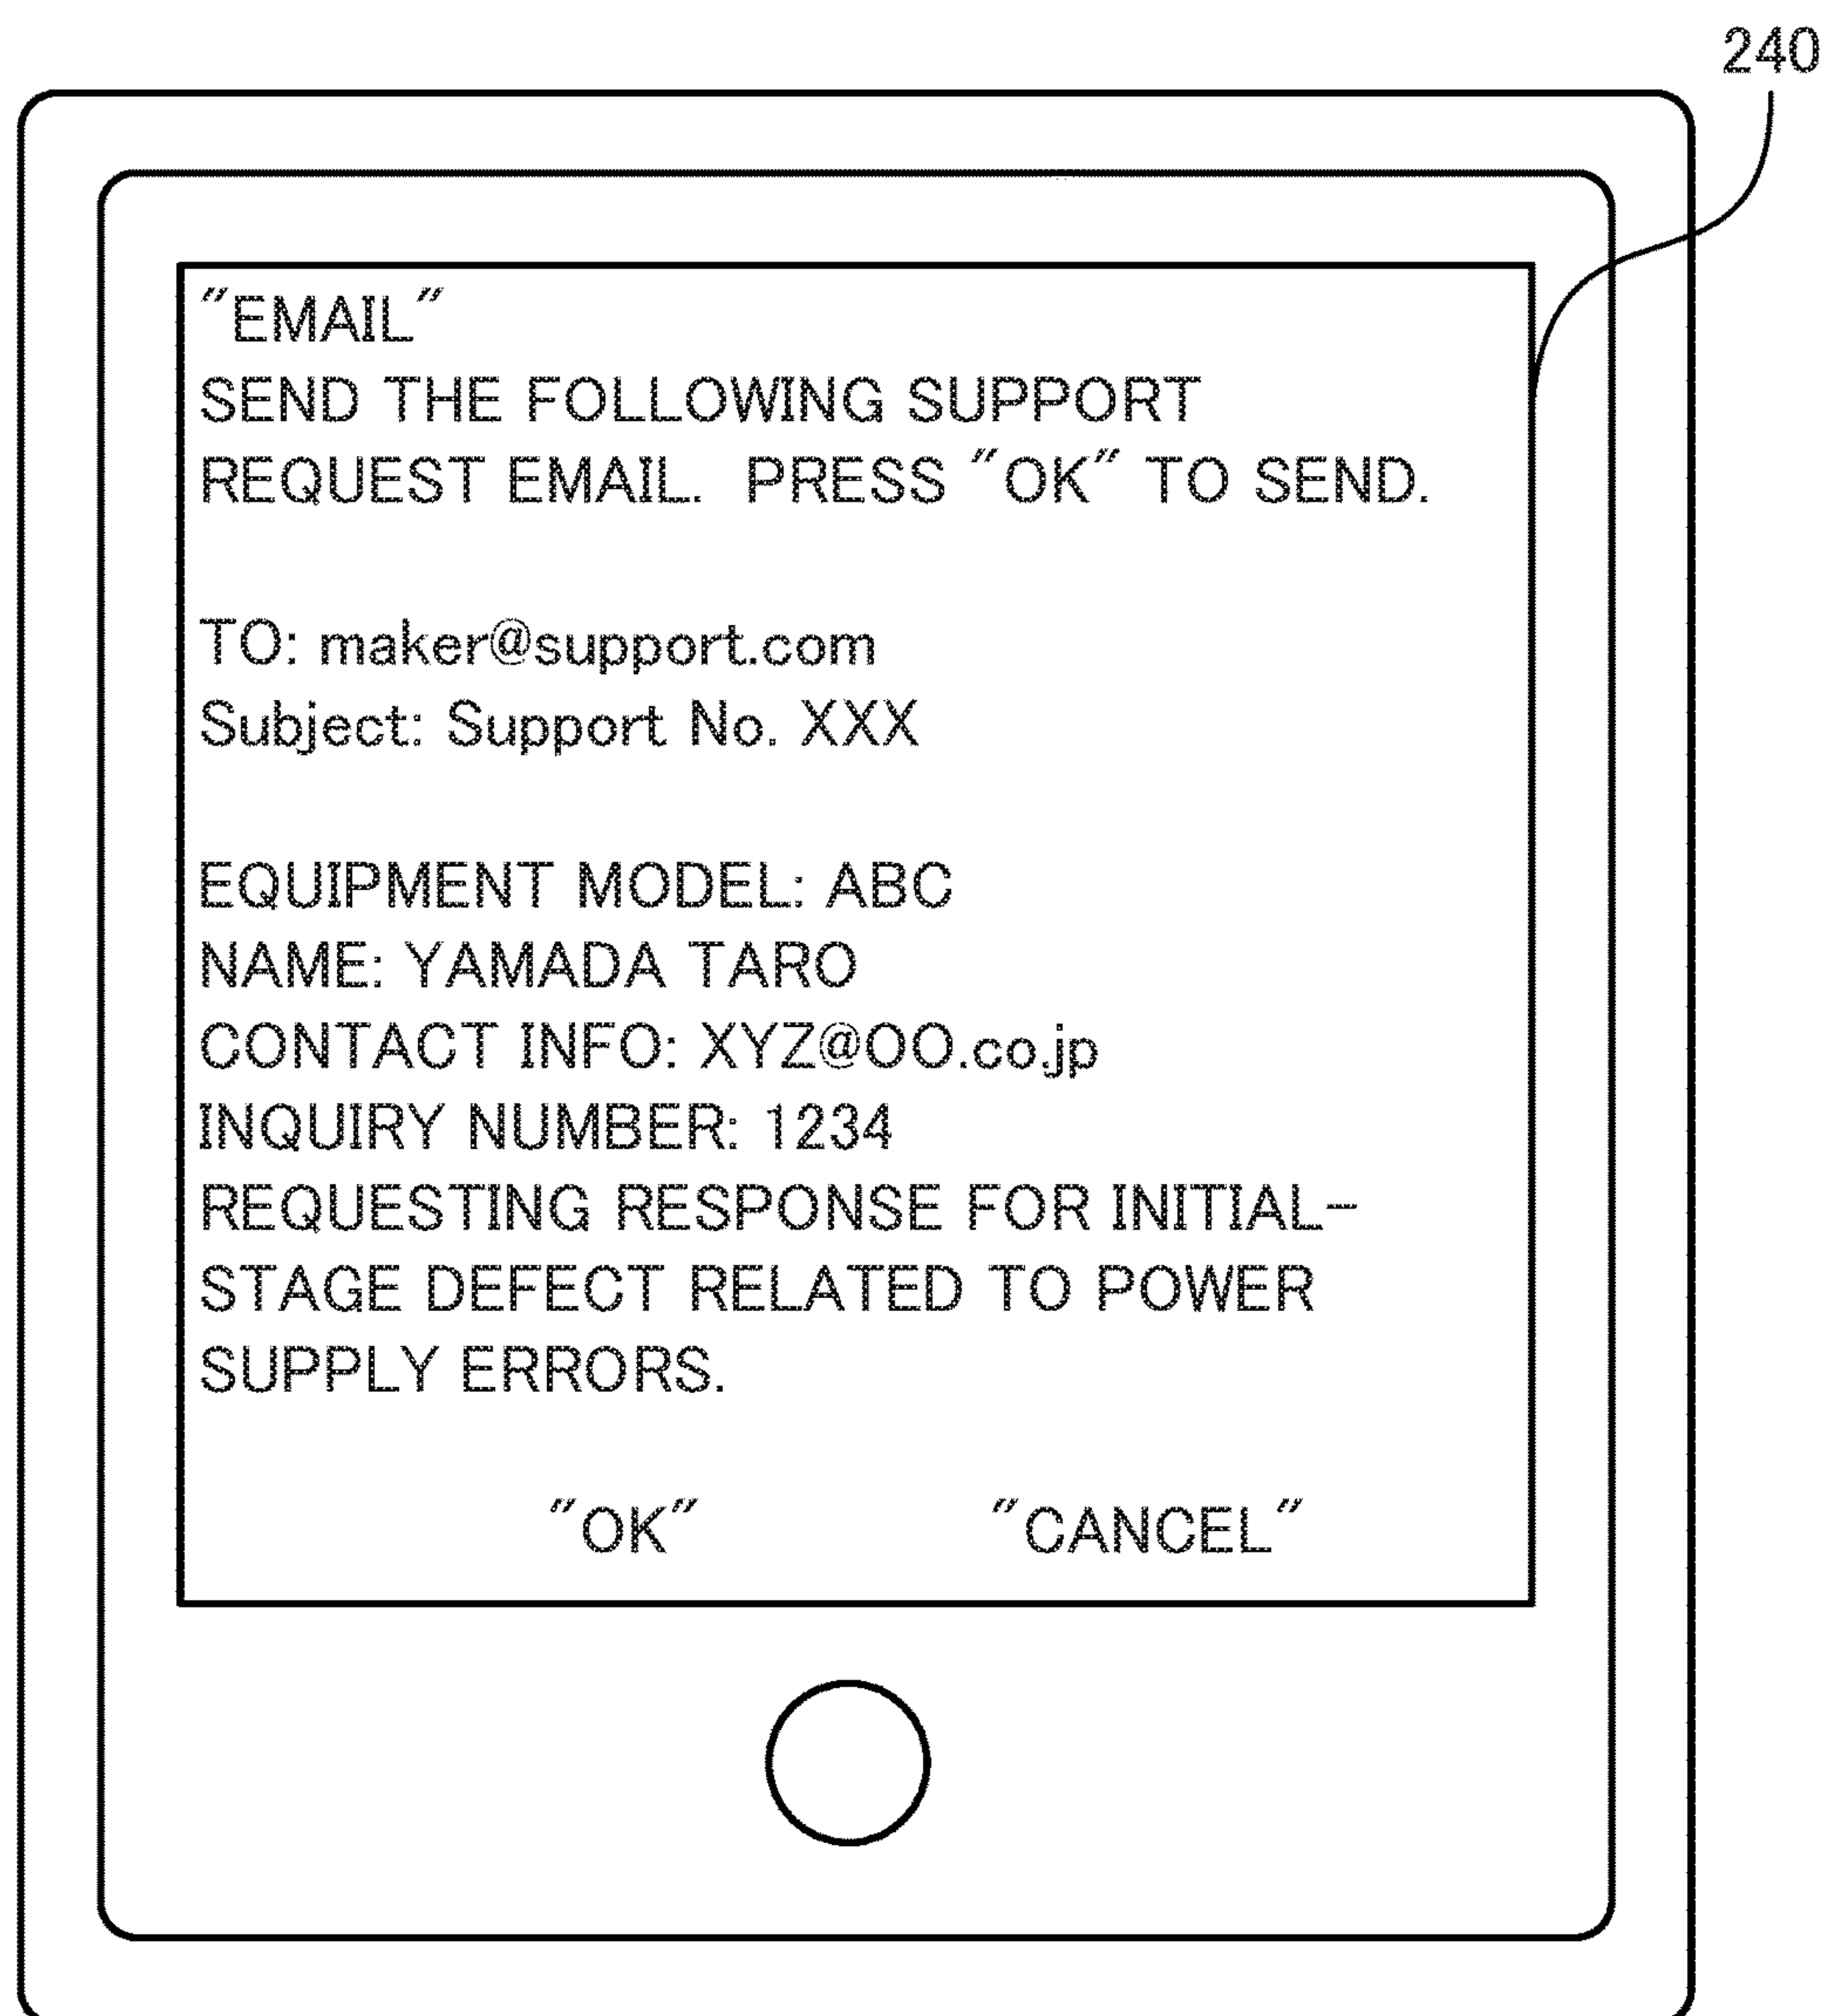 240
"EMAIL"
SEND THE FOLLOWING SUPPORT
REQUEST EMAIL. PRESS "OK" TO SEND.
TO: maker@support.com
Subject: Support No. XXX
EQUIPMENT MODEL: ABC
NAME: YAMADA TARO
CONTACT INFO: XYZ@OO.co.jp
INQUIRY NUMBER: 1234
REQUESTING RESPONSE FOR INITIAL-
STAGE DEFECT RELATED TO POWER
SUPPLY ERRORS.
"OK" "CANCEL"